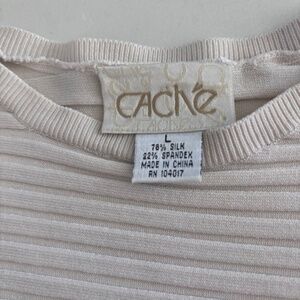 CACHÉ
L
78% SILK
22% SPANDEX
MADE IN CHINA
RN 104017